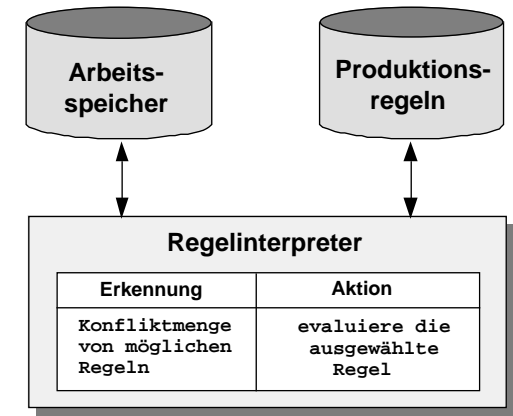 Arbeits-
speicher
Produktions-
regeln
Regelinterpreter
Erkennung
Aktion
Konfliktmenge
von möglichen
Regeln
evaluiere die
ausgewählte
Regel